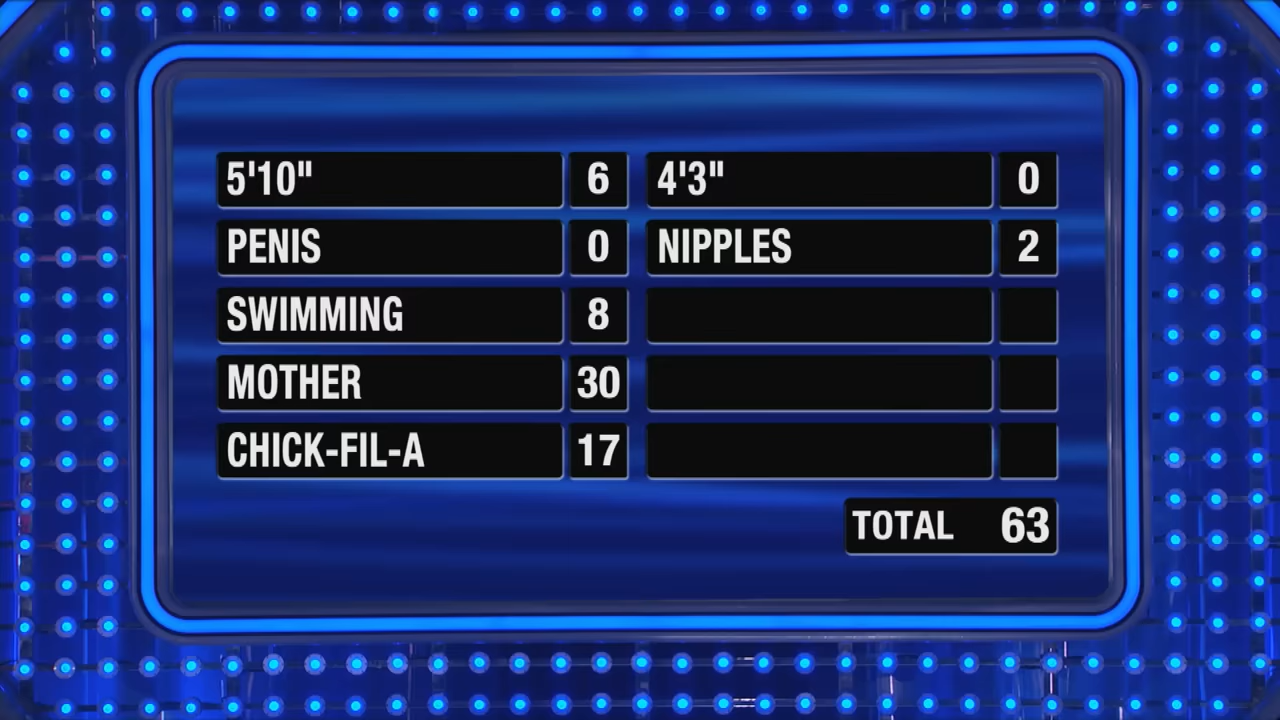 5'10" 6 4'3" 0
PENIS 0 NIPPLES 2
SWIMMING 8
MOTHER 30
CHICK-FIL-A 17
TOTAL 63